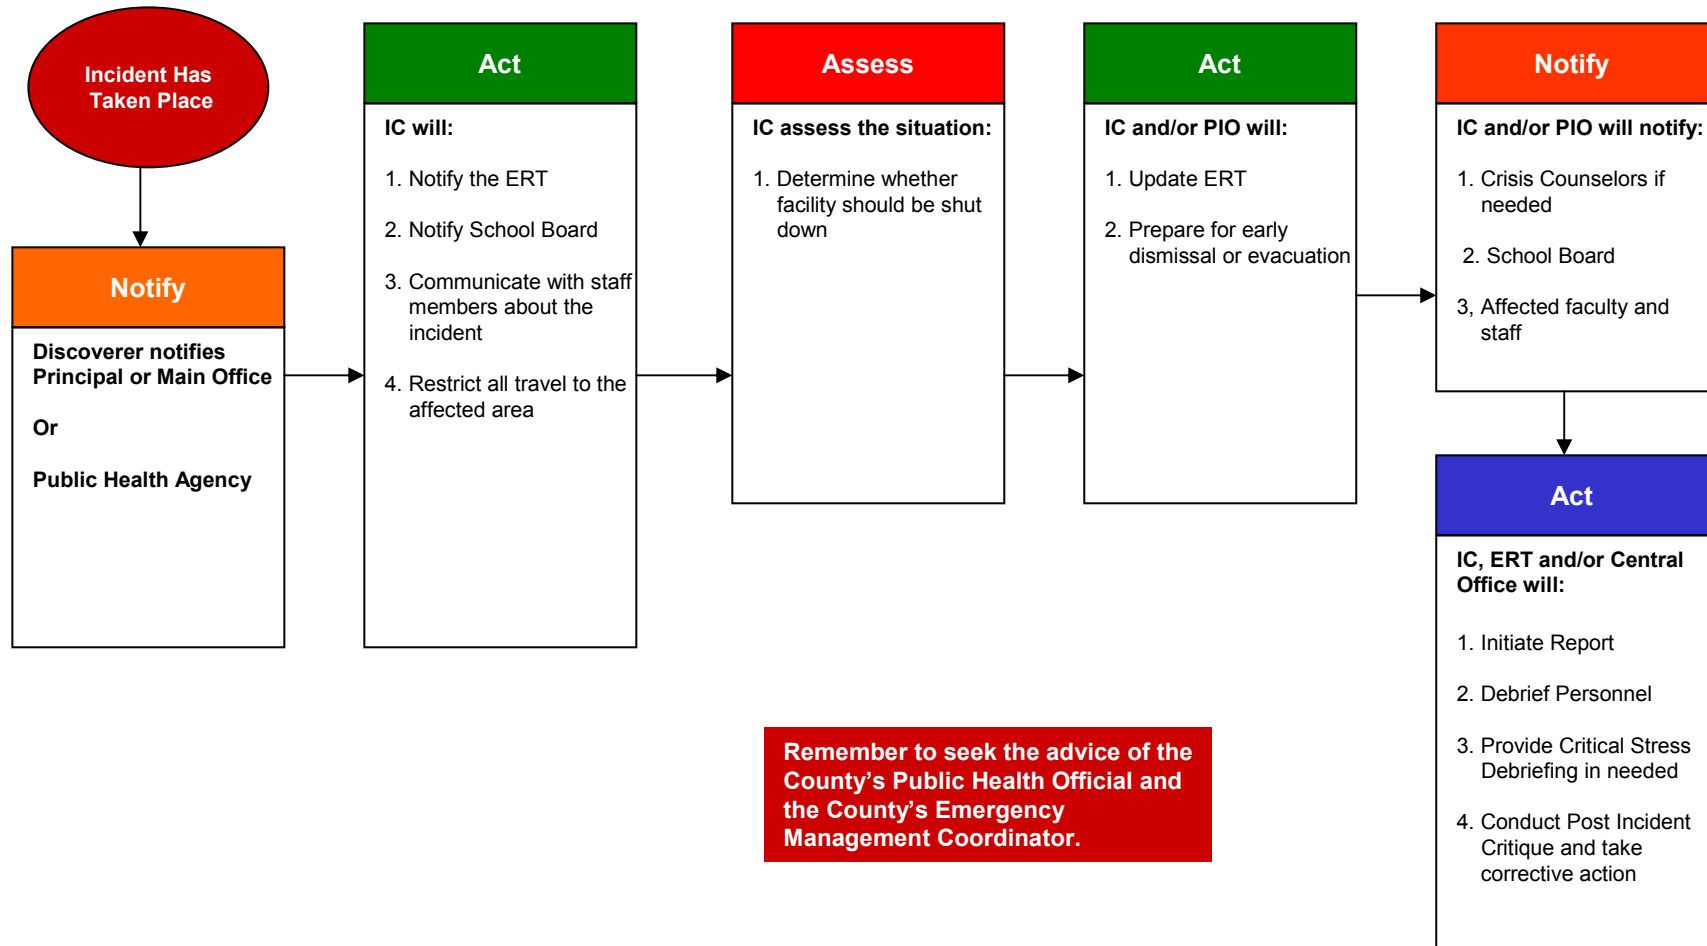 Incident Has
Taken Place
Notify
Discoverer notifies
Principal or Main Office
Or
Public Health Agency
Act
IC will:
1. Notify the ERT
2. Notify School Board
3. Communicate with staff
members about the
incident
4. Restrict all travel to the
affected area
Assess
IC assess the situation:
1. Determine whether
facility should be shut
down
Act
IC and/or PIO will:
1. Update ERT
2. Prepare for early
dismissal or evacuation
Notify
IC and/or PIO will notify:
1. Crisis Counselors if
needed
2. School Board
3, Affected faculty and
staff
Act
IC, ERT and/or Central
Office will:
1. Initiate Report
2. Debrief Personnel
3. Provide Critical Stress
Debriefing in needed
4. Conduct Post Incident
Critique and take
corrective action
Remember to seek the advice of the
County’s Public Health Official and
the County’s Emergency
Management Coordinator.